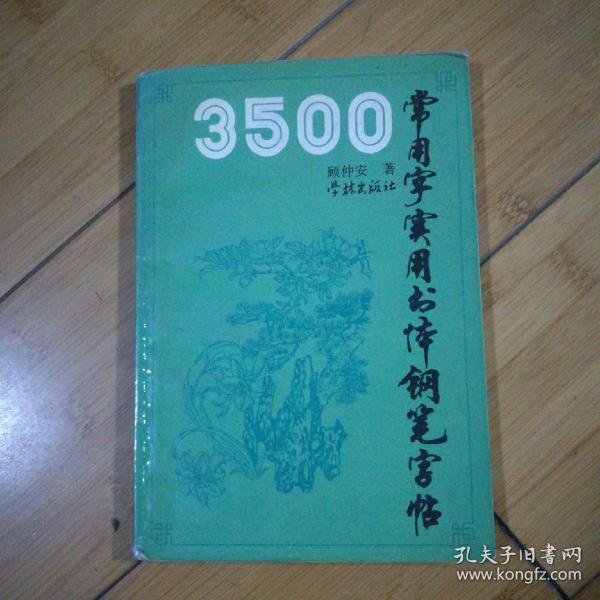 3500
常用字实用书体钢笔字帖
顾仲安 著
学林出版社
孔夫子旧書网
www.kongfz.com